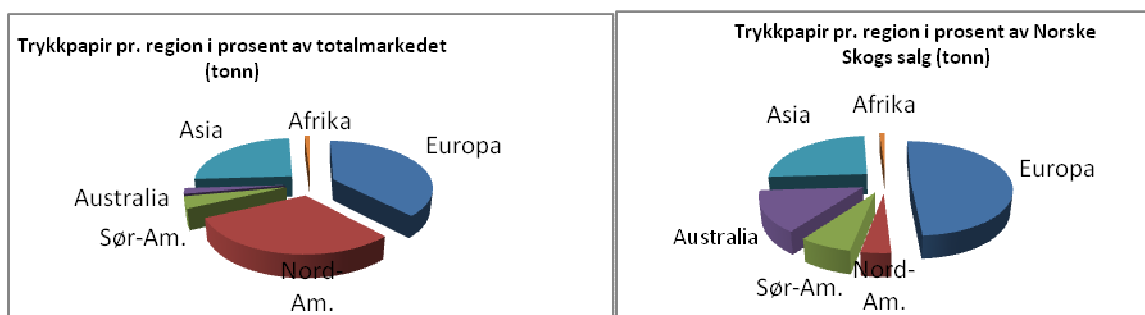 Trykkpapir pr. region i prosent av totalmarkedet
(tonn)
Afrika
Asia
Europa
Australia
Sør-Am.
Nord-
Am.
Trykkpapir pr. region i prosent av Norske
Skogs salg (tonn)
Afrika
Asia
Europa
Australia
Sør-Am.
Nord-
Am.